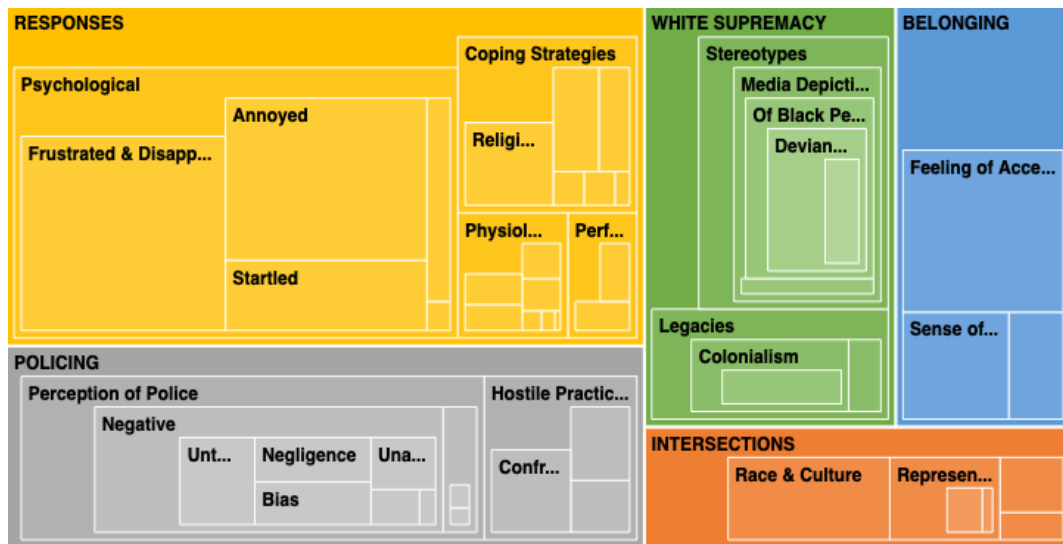 RESPONSES
Psychological
Frustrated & Disapp...
Annoyed
Startled
Coping Strategies
Religi...
Physiol...
Perf...
POLICING
Perception of Police
Negative
Unt...
Negligence
Bias
Una...
Hostile Practic...
Confr...
WHITE SUPREMACY
Stereotypes
Media Depicti...
Of Black Pe...
Devian...
Legacies
Colonialism
BELONGING
Feeling of Acce...
Sense of...
INTERSECTIONS
Race & Culture
Represen...